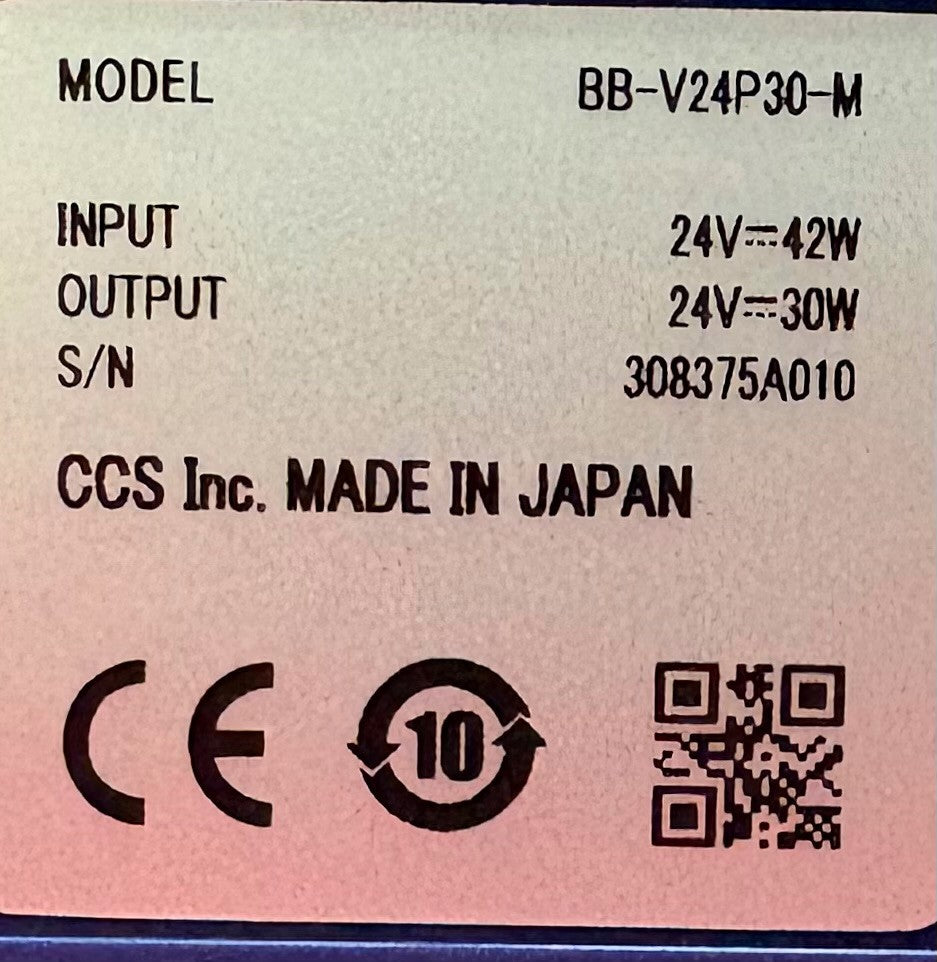 MODEL BB-V24P30-M
INPUT 24V⎓42W
OUTPUT 24V⎓30W
S/N 308375A010
CCS Inc. MADE IN JAPAN
CE 10